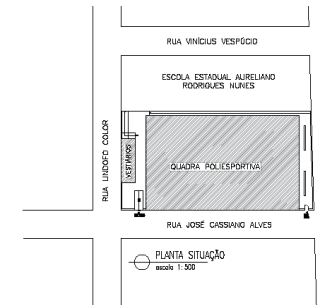 RUA VINÍCIUS VESPÚCIO
ESCOLA ESTADUAL AURELIANO
RODRIGUES NUNES
RUA LINDOFO COLOR
VESTIÁRIOS
QUADRA POLIESPORTIVA
RUA JOSÉ CASSIANO ALVES
PLANTA SITUAÇÃO
escala 1:500